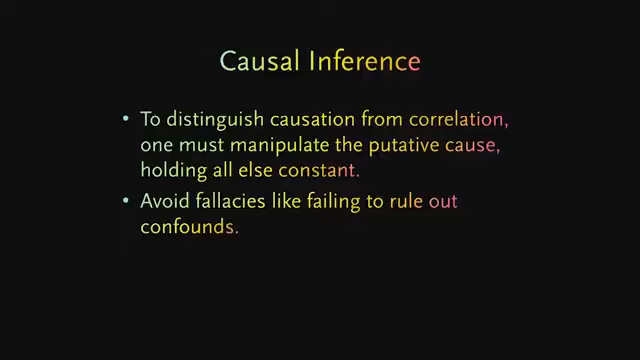 Causal Inference
• To distinguish causation from correlation,
one must manipulate the putative cause,
holding all else constant.
• Avoid fallacies like failing to rule out
confounds.